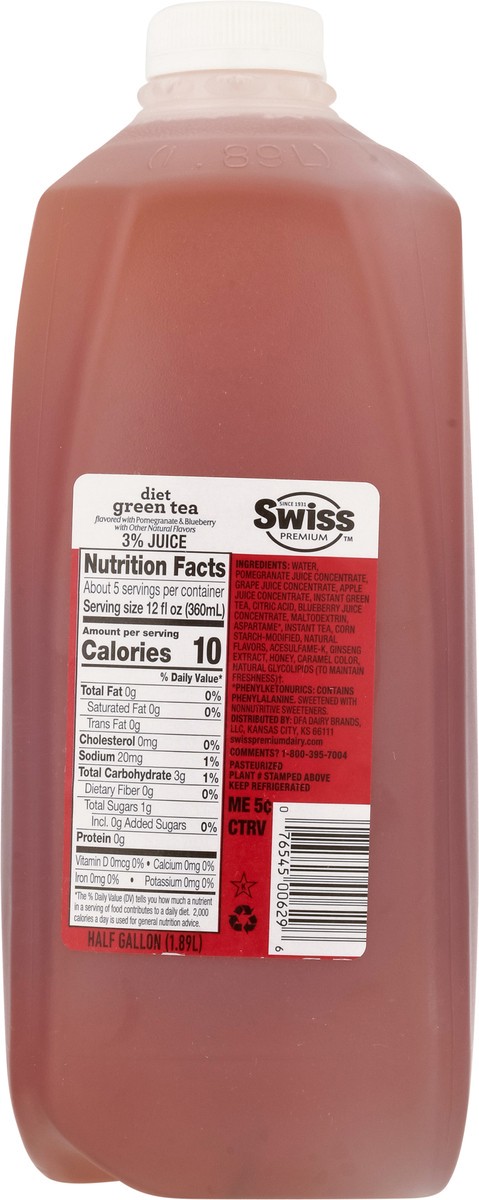 (1.89L)
diet
green tea
flavored with Pomegranate & Blueberry
with Other Natural Flavors
3% JUICE
SINCE 1931
Swiss
PREMIUM™
Nutrition Facts
About 5 servings per container
Serving size 12 fl oz (360mL)
Amount per serving
Calories 10
% Daily Value*
Total Fat 0g 0%
Saturated Fat 0g 0%
Trans Fat 0g
Cholesterol 0mg 0%
Sodium 20mg 1%
Total Carbohydrate 3g 1%
Dietary Fiber 0g 0%
Total Sugars 1g
Incl. 0g Added Sugars 0%
Protein 0g
Vitamin D 0mcg 0% • Calcium 0mg 0%
Iron 0mg 0% • Potassium 0mg 0%
*The % Daily Value (DV) tells you how much a nutrient
in a serving of food contributes to a daily diet. 2,000
calories a day is used for general nutrition advice.
HALF GALLON (1.89L)
INGREDIENTS: WATER,
POMEGRANATE JUICE CONCENTRATE,
GRAPE JUICE CONCENTRATE, APPLE
JUICE CONCENTRATE, INSTANT GREEN
TEA, CITRIC ACID, BLUEBERRY JUICE
CONCENTRATE, MALTODEXTRIN,
ASPARTAME*, INSTANT TEA, CORN
STARCH-MODIFIED, NATURAL
FLAVORS, ACESULFAME-K, GINSENG
EXTRACT, HONEY, CARAMEL COLOR,
NATURAL GLYCOLIPIDS (TO MAINTAIN
FRESHNESS)†.
*PHENYLKETONURICS: CONTAINS
PHENYLALANINE. SWEETENED WITH
NONNUTRITIVE SWEETENERS.
DISTRIBUTED BY: DFA DAIRY BRANDS,
LLC, KANSAS CITY, KS 66111
swisspremiumdairy.com
COMMENTS? 1-800-395-7004
PASTEURIZED
PLANT # STAMPED ABOVE
KEEP REFRIGERATED
ME 5¢
CTRV
0 76545 00629 6